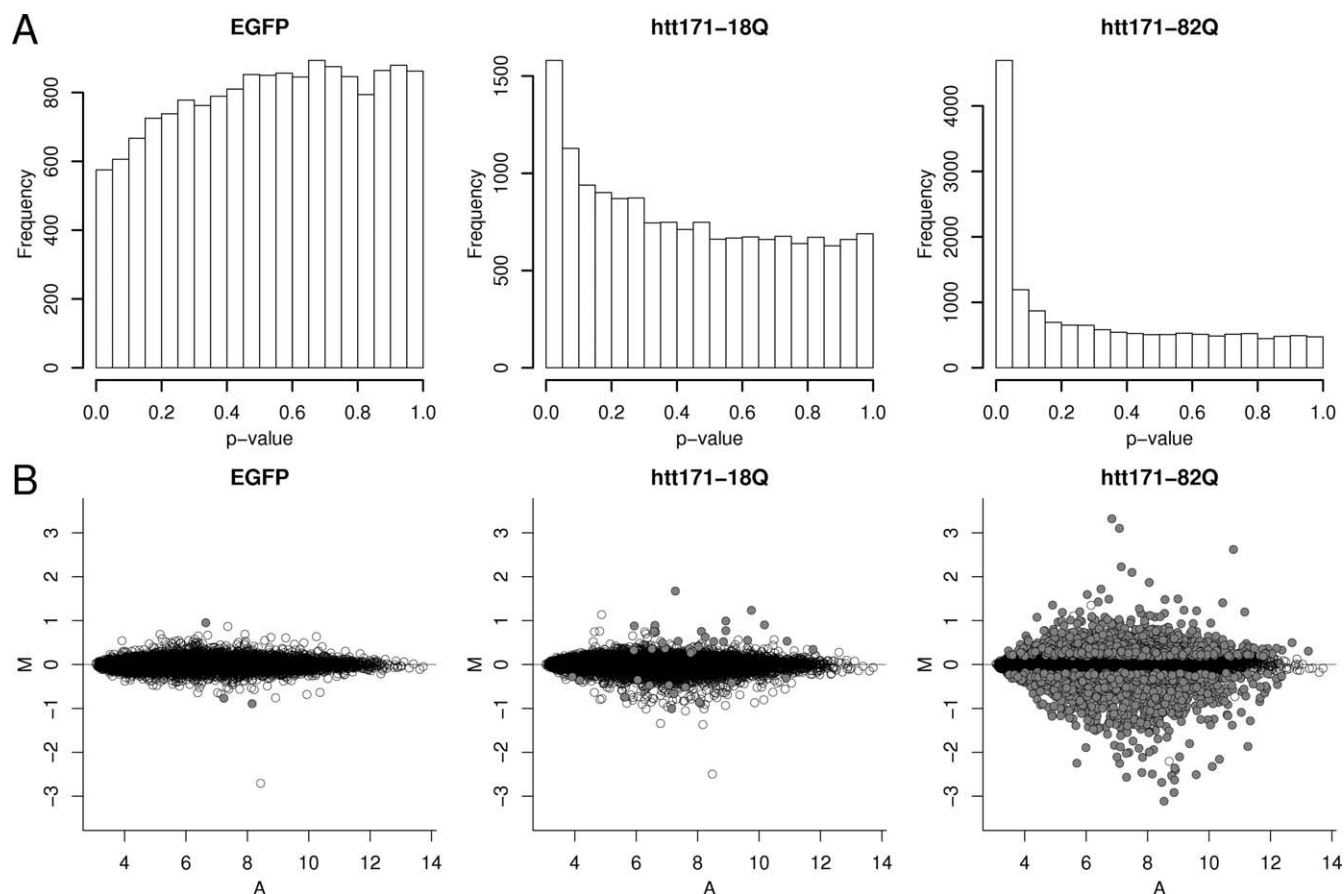 A
EGFP
htt171-18Q
htt171-82Q
Frequency
0 200 400 600 800
0.0 0.2 0.4 0.6 0.8 1.0
p-value
Frequency
0 500 1000 1500
0.0 0.2 0.4 0.6 0.8 1.0
p-value
Frequency
0 1000 2000 3000 4000
0.0 0.2 0.4 0.6 0.8 1.0
p-value
B
EGFP
htt171-18Q
htt171-82Q
M
3
2
1
0
-1
-2
-3
4 6 8 10 12 14
A
M
3
2
1
0
-1
-2
-3
4 6 8 10 12 14
A
M
3
2
1
0
-1
-2
-3
4 6 8 10 12 14
A